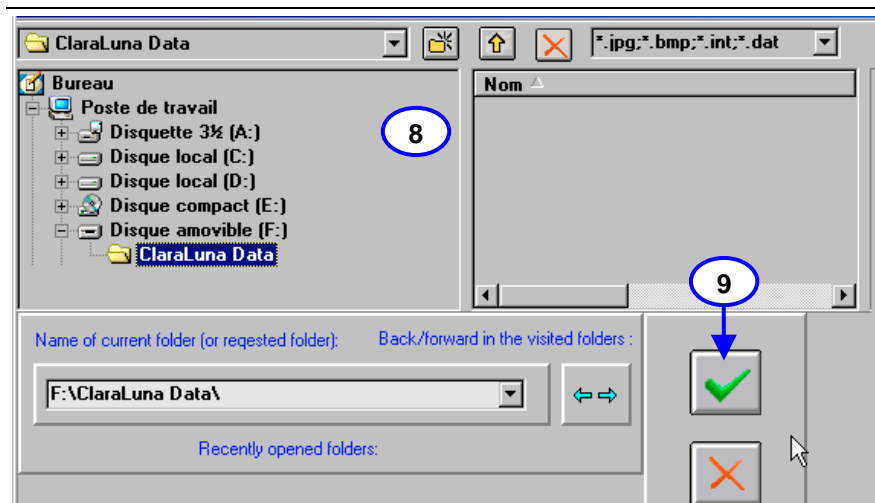 ClaraLuna Data
*.jpg;*.bmp;*.int;*.dat
Bureau
Poste de travail
Disquette 3½ (A:)
Disque local (C:)
Disque local (D:)
Disque compact (E:)
Disque amovible (F:)
ClaraLuna Data
8
Nom
9
Name of current folder (or reqested folder):
Back/forward in the visited folders :
F:\ClaraLuna Data\
Recently opened folders: